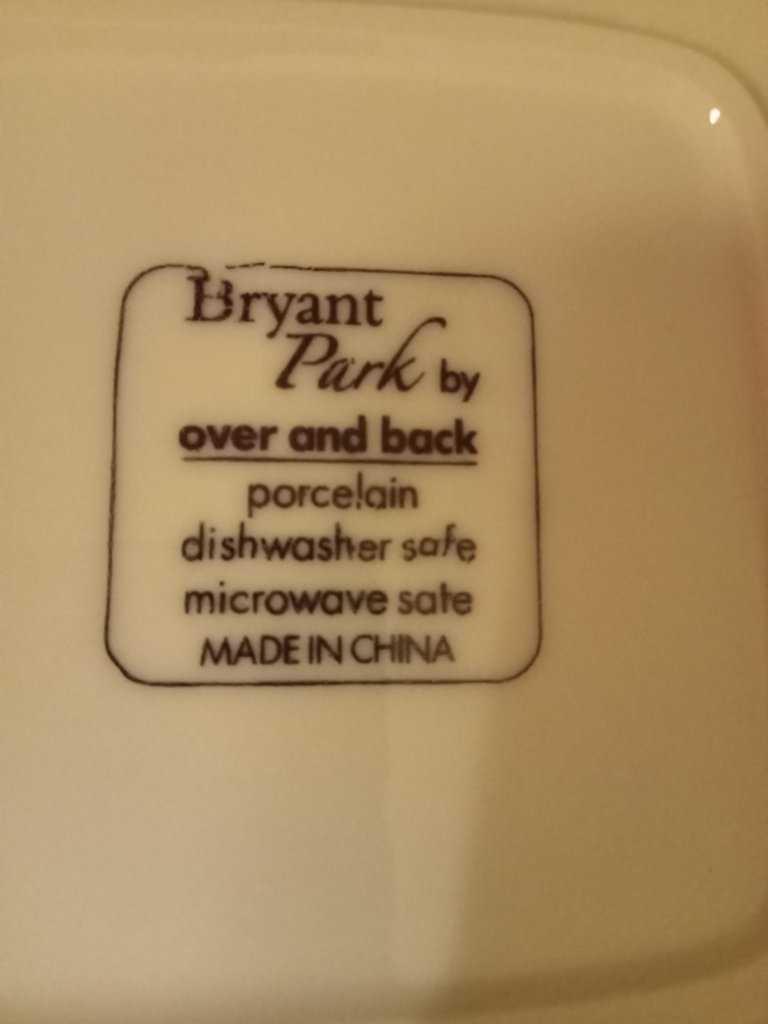 Bryant
Park by
over and back
porcelain
dishwasher safe
microwave safe
MADE IN CHINA